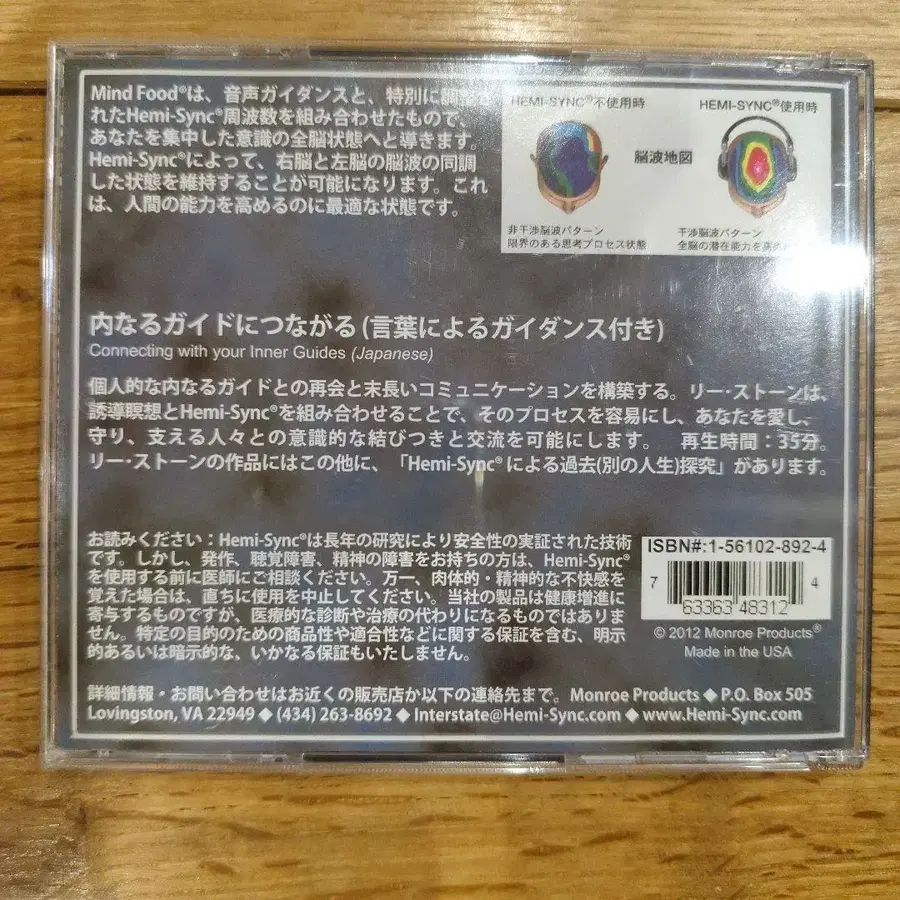 Mind Food®は、音声ガイダンスと、特別に調整
れたHemi-Sync®周波数を組み合わせたもので、
あなたを集中した意識の全脳状態へと導きます。
Hemi-Sync®によって、右脳と左脳の脳波の同調
した状態を維持することが可能になります。これ
は、人間の能力を高めるのに最適な状態です。
HEMI-SYNC®不使用時
HEMI-SYNC®使用時
脳波地図
非干渉脳波パターン
限界のある思考プロセス状態
干渉脳波パターン
全脳の潜在能力を
内なるガイドにつながる(言葉によるガイダンス付き)
Connecting with your Inner Guides (Japanese)
個人的な内なるガイドとの再会と末長いコミュニケーションを構築する。リー・ストーンは、
誘導瞑想とHemi-Sync®を組み合わせることで、そのプロセスを容易にし、あなたを愛し、
守り、支える人々との意識的な結びつきと交流を可能にします。 再生時間：35分。
リー・ストーンの作品にはこの他に、「Hemi-Sync®による過去(別の人生)探究」があります。
お読みください：Hemi-Sync®は長年の研究により安全性の実証された技術
です。しかし、発作、聴覚障害、精神の障害をお持ちの方は、Hemi-Sync®
を使用する前に医師にご相談ください。万一、肉体的・精神的な不快感を
覚えた場合は、直ちに使用を中止してください。当社の製品は健康増進に
寄与するものですが、医療的な診断や治療の代わりになるものではありま
せん。特定の目的のための商品性や適合性などに関する保証を含む、明示
的あるいは暗示的な、いかなる保証もいたしません。
ISBN#:1-56102-892-4
7 63363 48312 4
© 2012 Monroe Products®
Made in the USA
詳細情報・お問い合わせはお近くの販売店か以下の連絡先まで。Monroe Products ◆ P.O. Box 505
Lovingston, VA 22949 ◆ (434) 263-8692 ◆ Interstate@Hemi-Sync.com ◆ www.Hemi-Sync.com